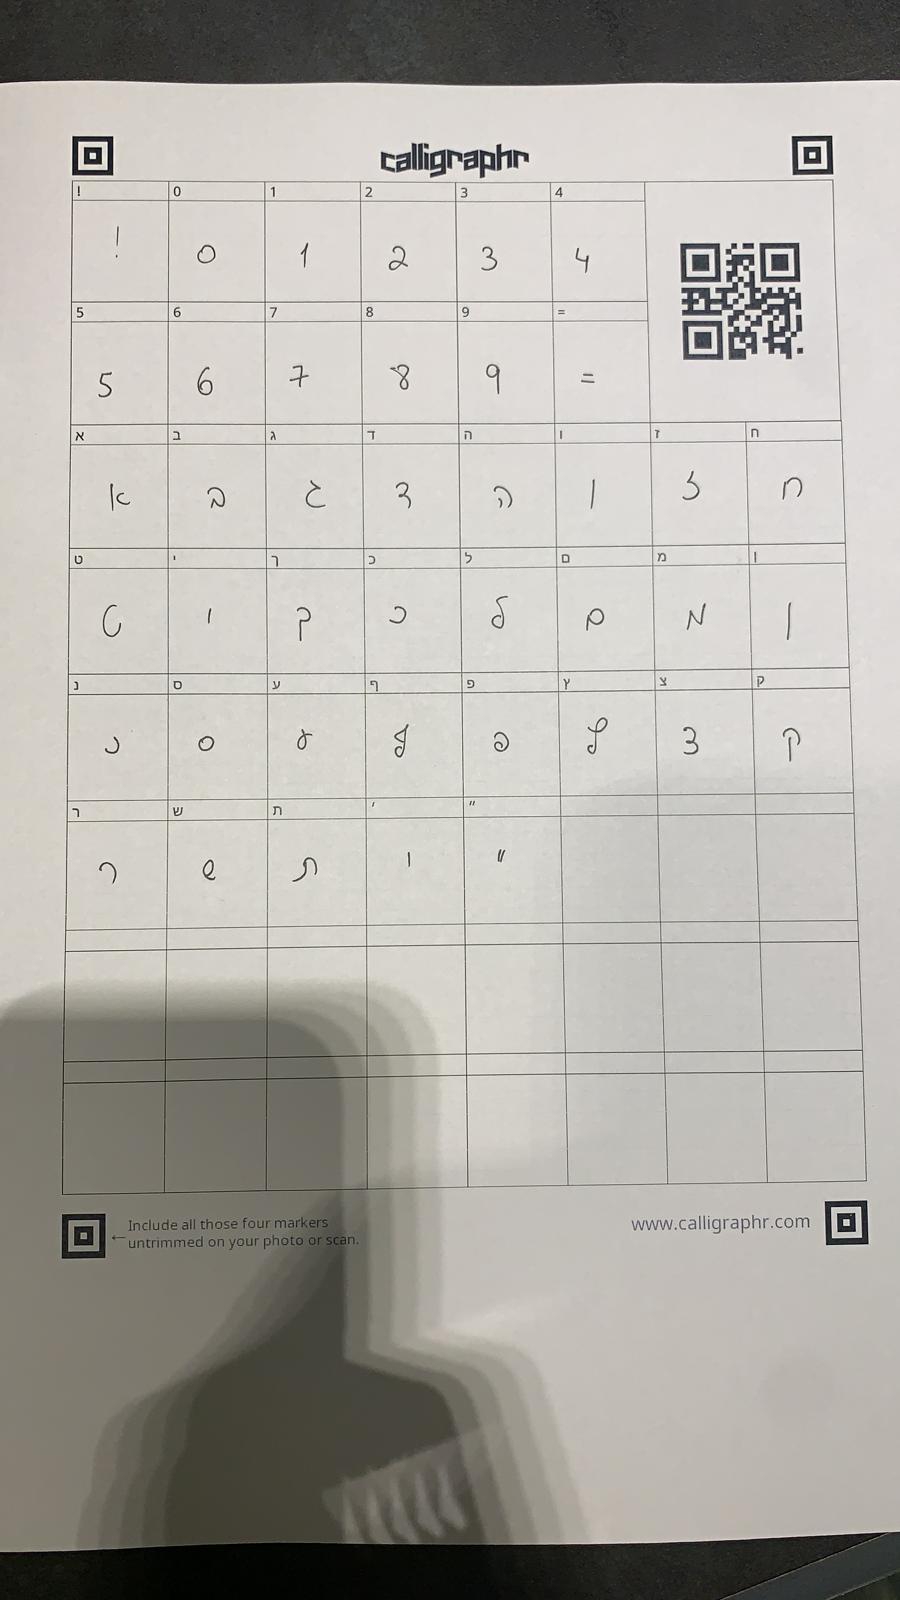 calligraphr
! 0 1 2 3 4
! 0 1 2 3 4
5 6 7 8 9 =
5 6 7 8 9 =
א ב ג ד ה ו ז ח
א ב ג ד ה ו ז ח
ט י ך כ ל ם מ ן
ט י ך כ ל ם מ ן
נ ס ע ף פ ץ צ ק
נ ס ע ף פ ץ צ ק
ר ש ת ׳ ״
ר ש ת ׳ ״
Include all those four markers
←untrimmed on your photo or scan.
www.calligraphr.com